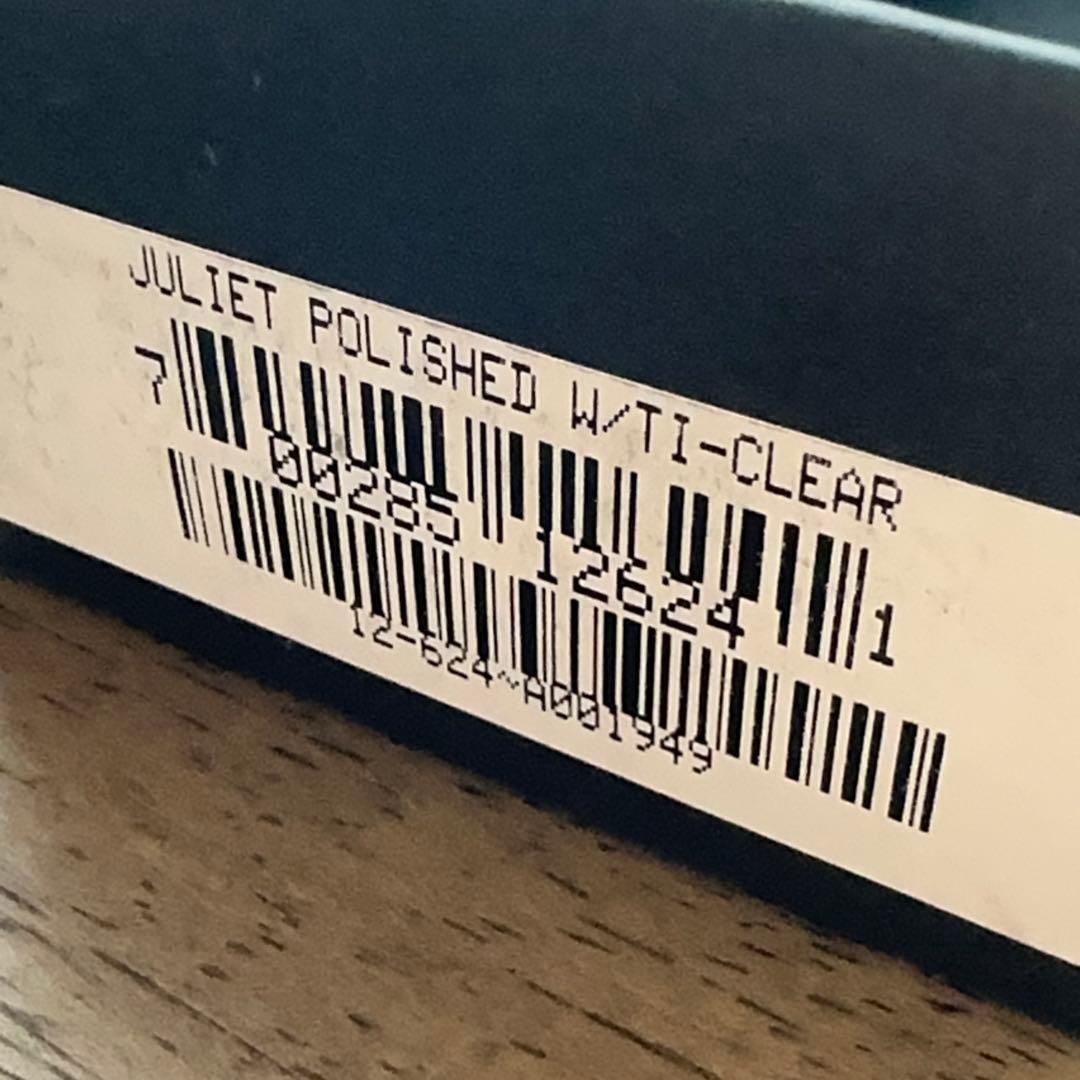 JULIET POLISHED W/TI-CLEAR
7 00285 12624 1
12-624~A001949